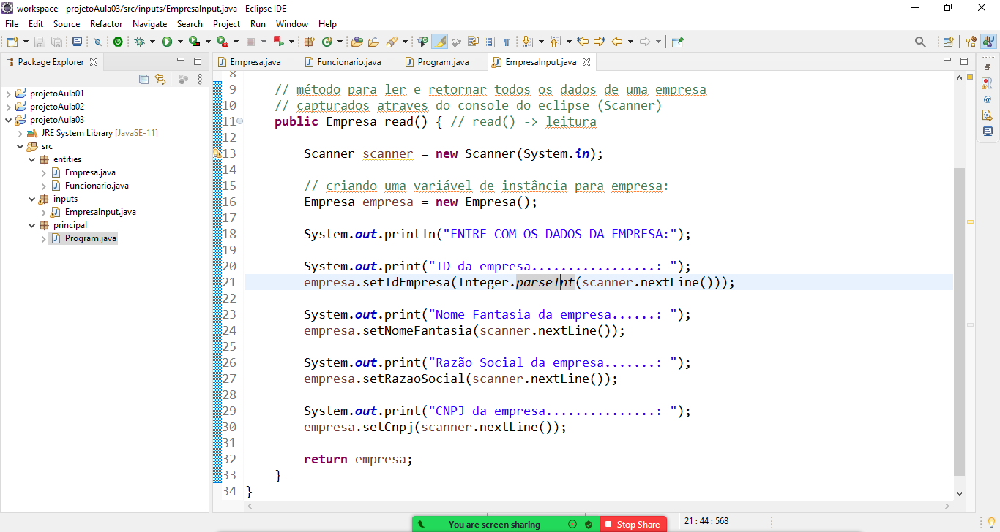 workspace - projetoAula03/src/inputs/EmpresaInput.java - Eclipse IDE
File Edit Source Refactor Navigate Search Project Run Window Help
Package Explorer
projetoAula01
projetoAula02
projetoAula03
JRE System Library [JavaSE-11]
src
entities
Empresa.java
Funcionario.java
inputs
EmpresaInput.java
principal
Program.java
Empresa.java Funcionario.java Program.java EmpresaInput.java
8
9 // método para ler e retornar todos os dados de uma empresa
10 // capturados atraves do console do eclipse (Scanner)
11 public Empresa read() { // read() -> leitura
12
13 Scanner scanner = new Scanner(System.in);
14
15 // criando uma variável de instância para empresa:
16 Empresa empresa = new Empresa();
17
18 System.out.println("ENTRE COM OS DADOS DA EMPRESA:");
19
20 System.out.print("ID da empresa.................: ");
21 empresa.setIdEmpresa(Integer.parseInt(scanner.nextLine()));
22
23 System.out.print("Nome Fantasia da empresa......: ");
24 empresa.setNomeFantasia(scanner.nextLine());
25
26 System.out.print("Razão Social da empresa.......: ");
27 empresa.setRazaoSocial(scanner.nextLine());
28
29 System.out.print("CNPJ da empresa...............: ");
30 empresa.setCnpj(scanner.nextLine());
31
32 return empresa;
33 }
34 }
You are screen sharing Stop Share
21 : 44 : 568